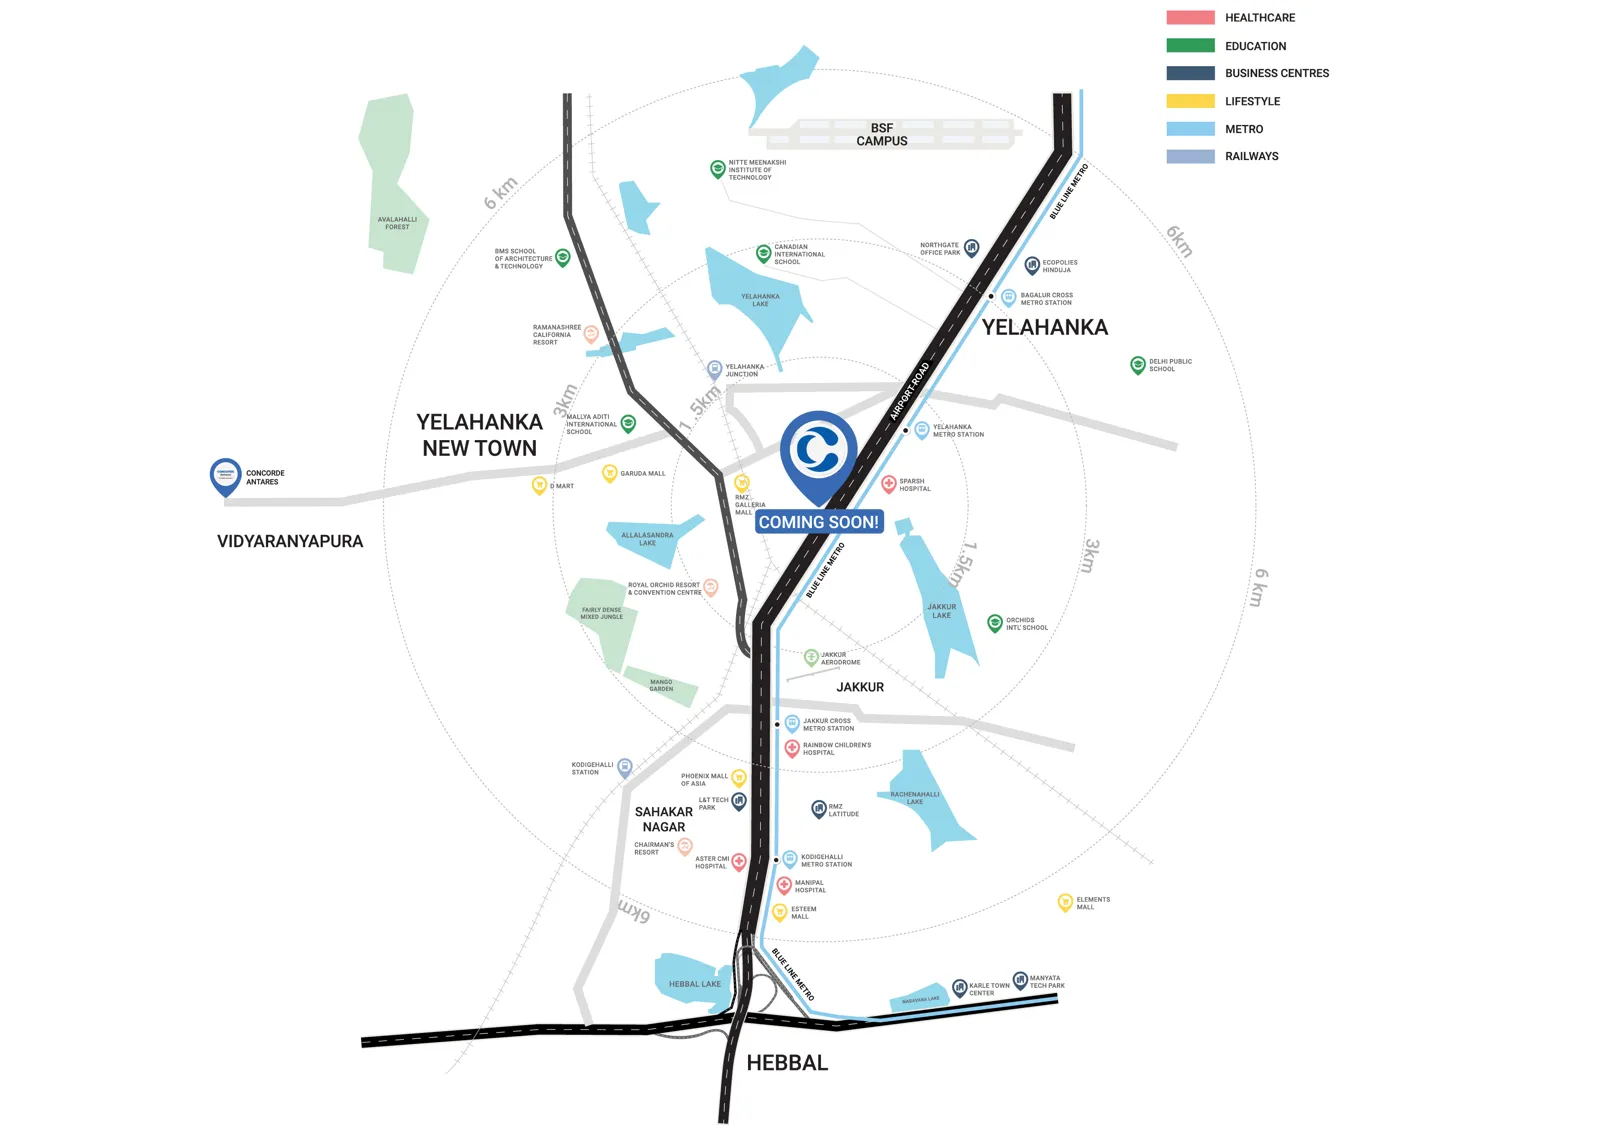 HEALTHCARE
EDUCATION
BUSINESS CENTRES
LIFESTYLE
METRO
RAILWAYS
BSF
CAMPUS
NITTE MEENAKSHI
INSTITUTE OF
TECHNOLOGY
BLUE LINE METRO
6 km
6km
AVALAHALLI
FOREST
BMS SCHOOL
OF ARCHITECTURE
& TECHNOLOGY
CANADIAN
INTERNATIONAL
SCHOOL
NORTHGATE
OFFICE PARK
ECOPOLIES
HINDUJA
YELAHANKA
LAKE
BAGALUR CROSS
METRO STATION
YELAHANKA
RAMANASHREE
CALIFORNIA
RESORT
YELAHANKA
JUNCTION
DELHI PUBLIC
SCHOOL
AIRPORT ROAD
3km
1.5km
YELAHANKA
NEW TOWN
MALLYA ADITI
INTERNATIONAL
SCHOOL
YELAHANKA
METRO STATION
CONCORDE
ANTARES
GARUDA MALL
D MART
RMZ
GALLERIA
MALL
SPARSH
HOSPITAL
COMING SOON!
VIDYARANYAPURA
ALLALASANDRA
LAKE
BLUE LINE METRO
1.5km
3km
6 km
ROYAL ORCHID RESORT
& CONVENTION CENTRE
FAIRLY DENSE
MIXED JUNGLE
JAKKUR
LAKE
ORCHIDS
INT'L SCHOOL
JAKKUR
AERODROME
MANGO
GARDEN
JAKKUR
JAKKUR CROSS
METRO STATION
RAINBOW CHILDREN'S
HOSPITAL
KODIGEHALLI
STATION
PHOENIX MALL
OF ASIA
L&T TECH
PARK
RMZ
LATITUDE
RACHENAHALLI
LAKE
SAHAKAR
NAGAR
CHAIRMAN'S
RESORT
ASTER CMI
HOSPITAL
KODIGEHALLI
METRO STATION
MANIPAL
HOSPITAL
ESTEEM
MALL
ELEMENTS
MALL
6km
BLUE LINE METRO
HEBBAL LAKE
KARLE TOWN
CENTER
MANYATA
TECH PARK
HEBBAL